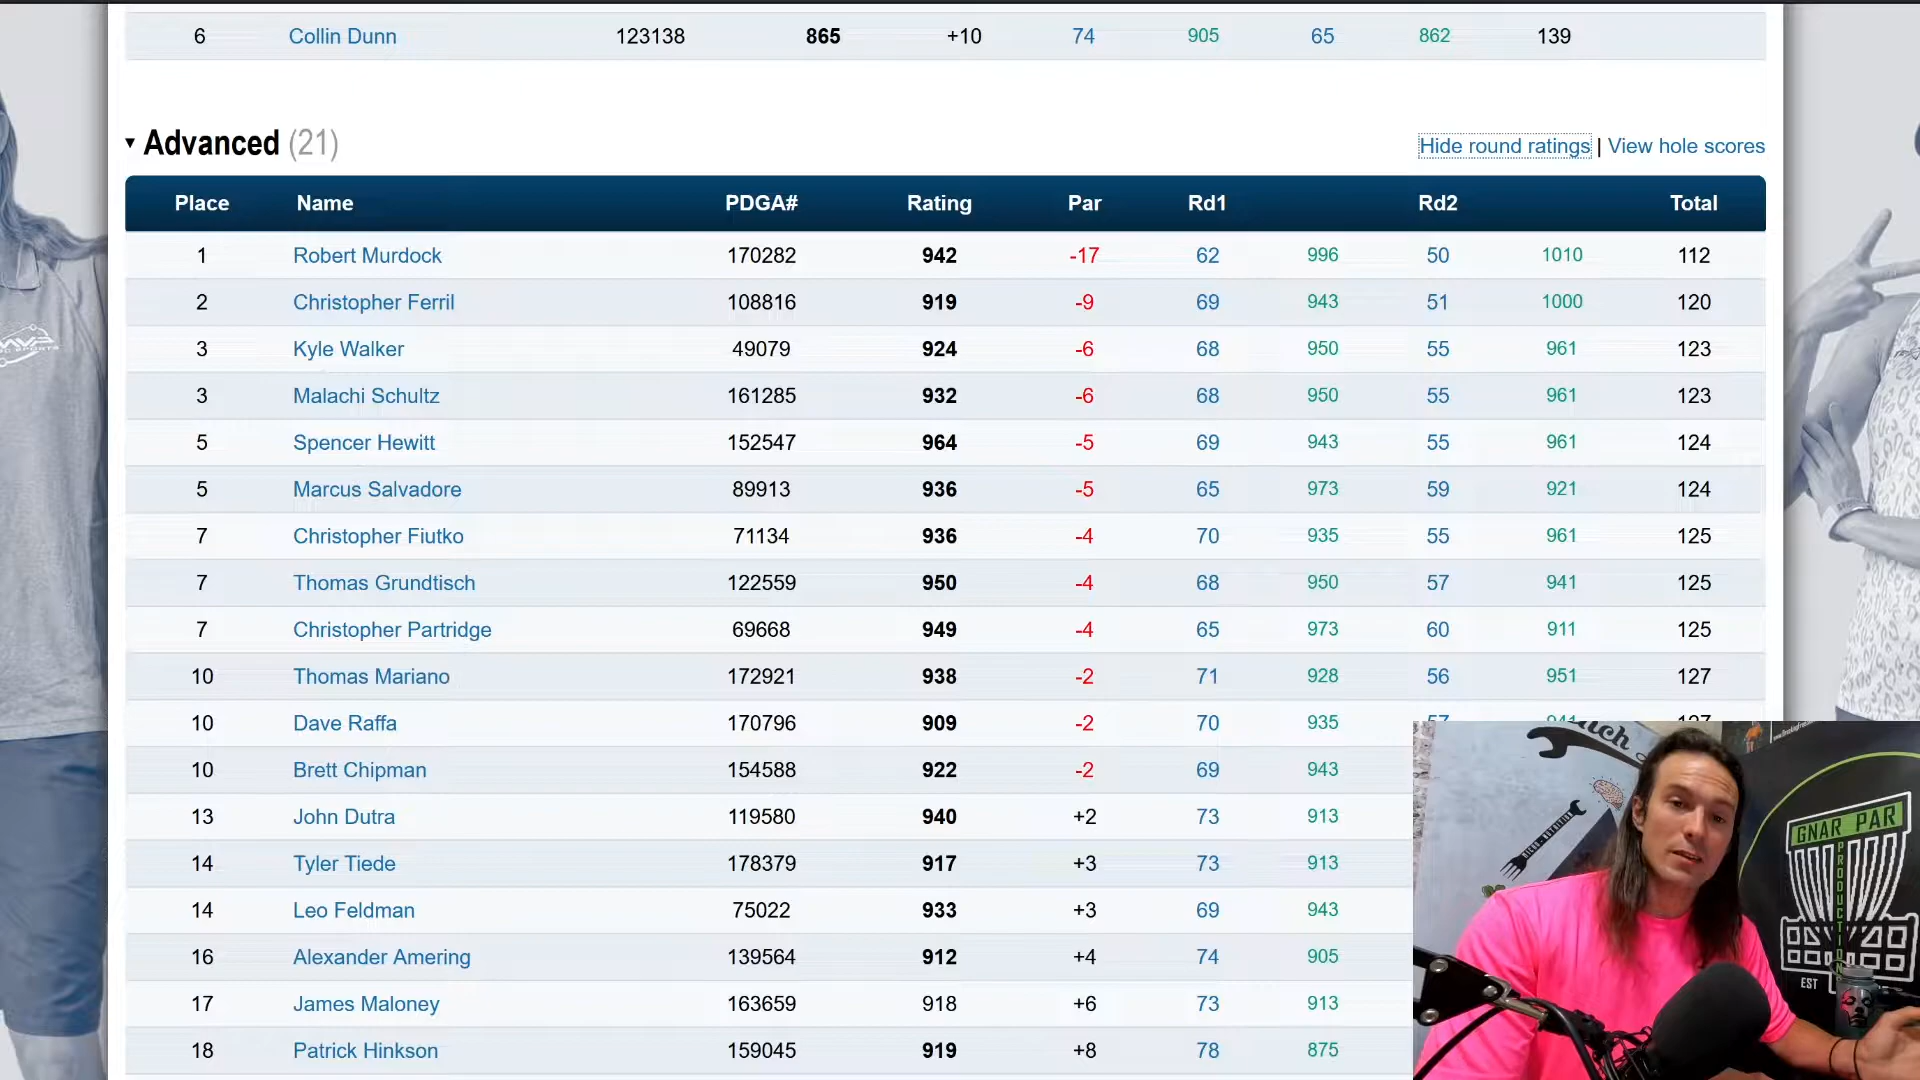 6 Collin Dunn 123138 865 +10 74 905 65 862 139
Advanced (21)
Hide round ratings | View hole scores
Place Name PDGA# Rating Par Rd1 Rd2 Total
1 Robert Murdock 170282 942 -17 62 996 50 1010 112
2 Christopher Ferril 108816 919 -9 69 943 51 1000 120
3 Kyle Walker 49079 924 -6 68 950 55 961 123
3 Malachi Schultz 161285 932 -6 68 950 55 961 123
5 Spencer Hewitt 152547 964 -5 69 943 55 961 124
5 Marcus Salvadore 89913 936 -5 65 973 59 921 124
7 Christopher Fiutko 71134 936 -4 70 935 55 961 125
7 Thomas Grundtisch 122559 950 -4 68 950 57 941 125
7 Christopher Partridge 69668 949 -4 65 973 60 911 125
10 Thomas Mariano 172921 938 -2 71 928 56 951 127
10 Dave Raffa 170796 909 -2 70 935 57 941 127
10 Brett Chipman 154588 922 -2 69 943
13 John Dutra 119580 940 +2 73 913
14 Tyler Tiede 178379 917 +3 73 913
14 Leo Feldman 75022 933 +3 69 943
16 Alexander Amering 139564 912 +4 74 905
17 James Maloney 163659 918 +6 73 913
18 Patrick Hinkson 159045 919 +8 78 875
GNAR PAR
PRODUCTIONS
EST